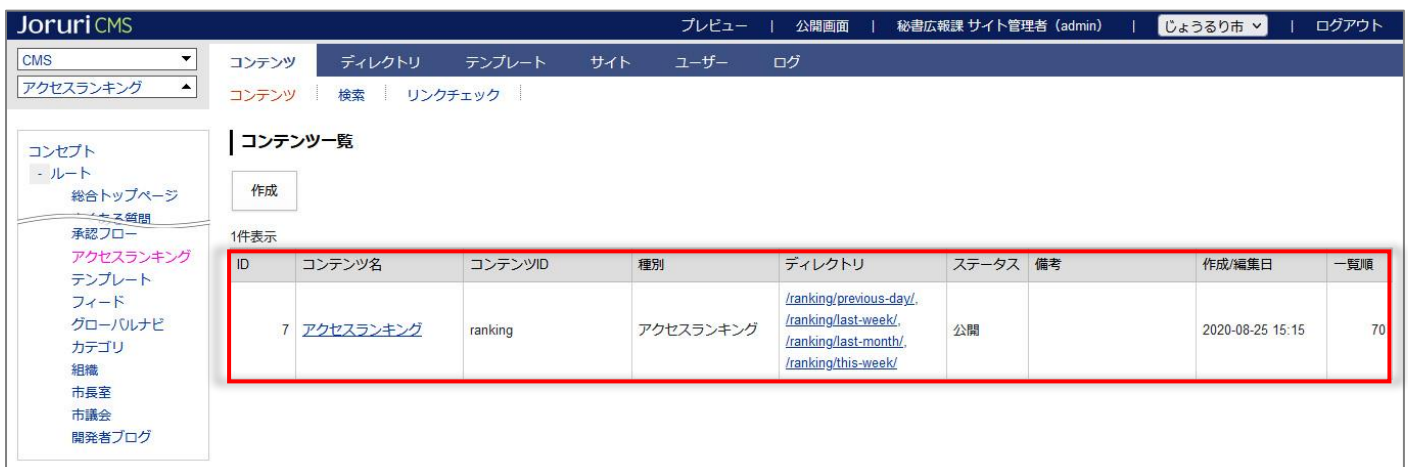 Joruri CMS プレビュー | 公開画面 | 秘書広報課 サイト管理者（admin） | じょうるり市 | ログアウト
CMS
アクセスランキング
コンテンツ ディレクトリ テンプレート サイト ユーザー ログ
コンテンツ 検索 リンクチェック
コンセプト
- ルート
総合トップページ
よくある質問
承認フロー
アクセスランキング
テンプレート
フィード
グローバルナビ
カテゴリ
組織
市長室
市議会
開発者ブログ
コンテンツ一覧
作成
1件表示
ID コンテンツ名 コンテンツID 種別 ディレクトリ ステータス 備考 作成/編集日 一覧順
7 アクセスランキング ranking アクセスランキング /ranking/previous-day/, 公開 2020-08-25 15:15 70
/ranking/last-week/,
/ranking/last-month/,
/ranking/this-week/